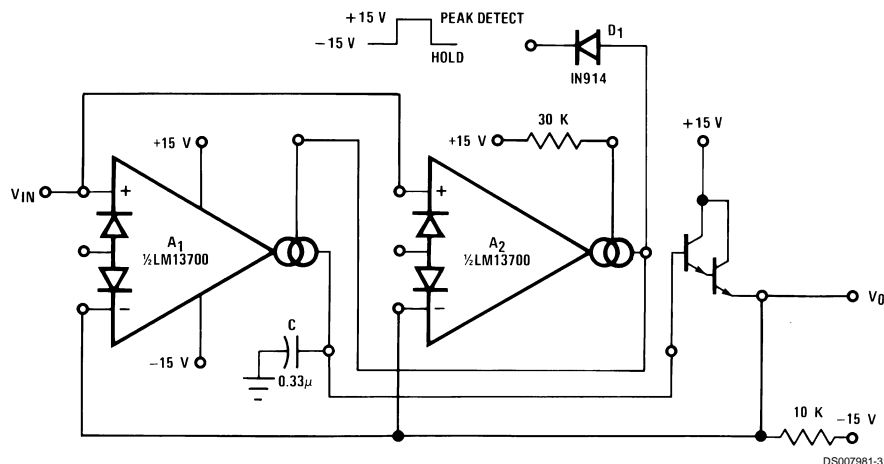 +15 V PEAK DETECT
−15 V
HOLD
D1
IN914
+15 V
+15 V
30 K
+15 V
VIN
+
A1
½LM13700
−
−15 V
+
A2
½LM13700
−
C
0.33μ
VO
10 K
−15 V
DS007981-3